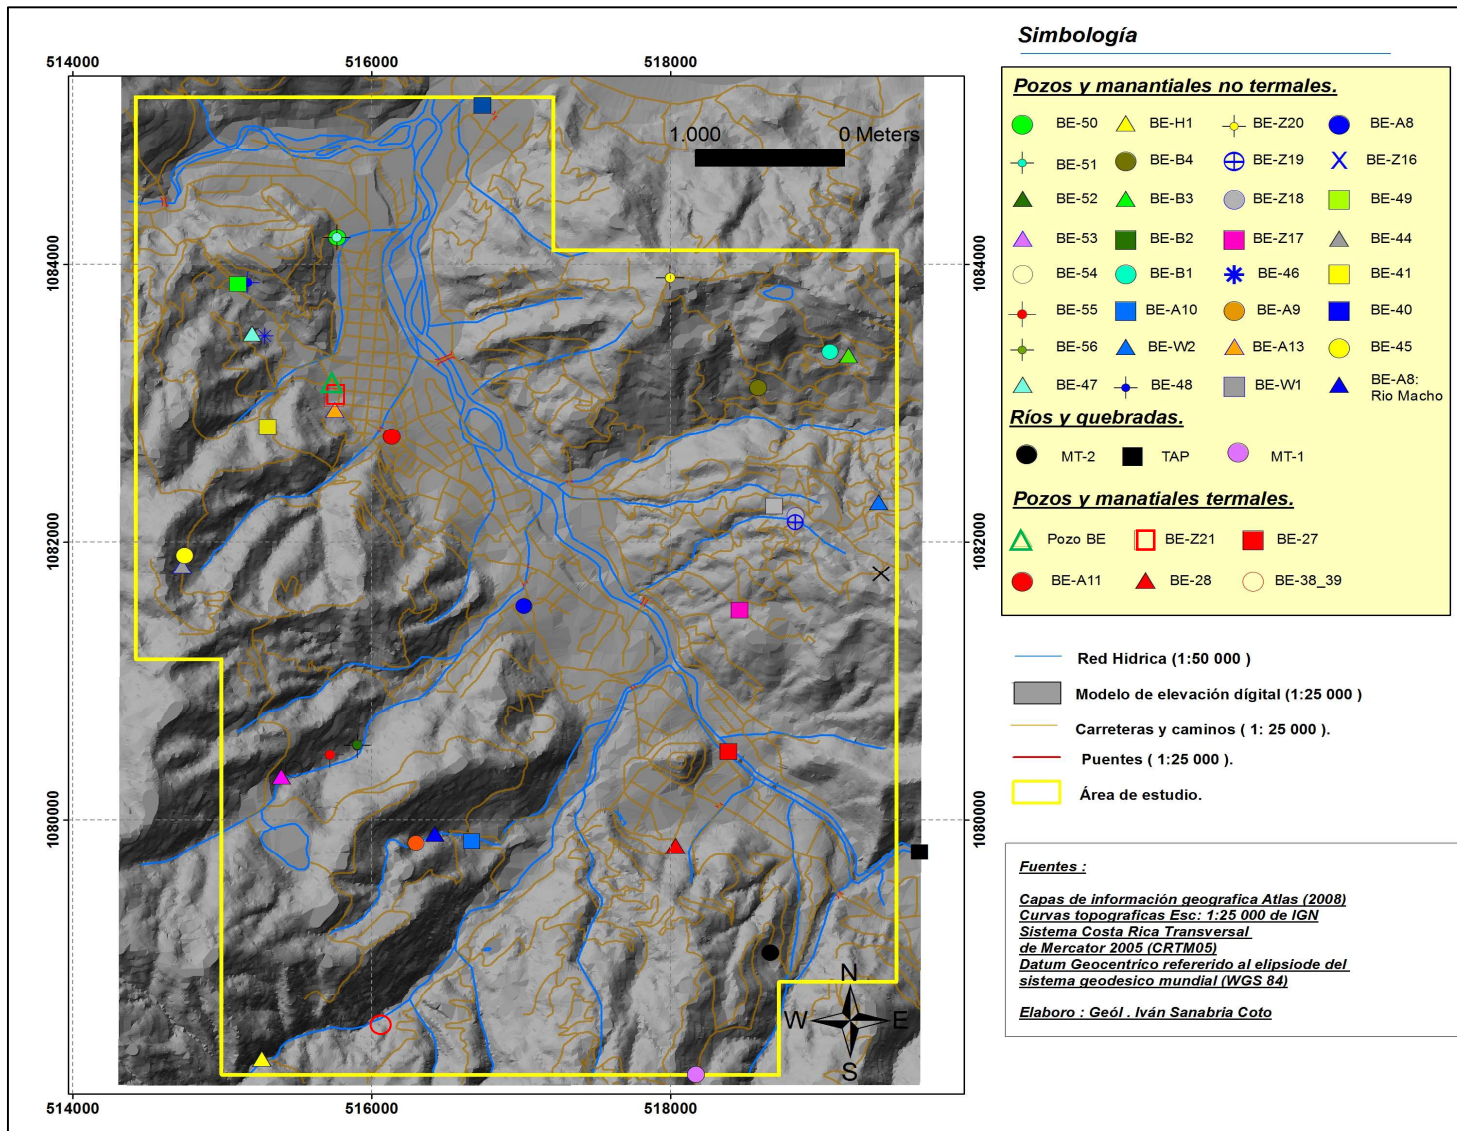 514000
516000
518000
1084000
1082000
1080000
1084000
1082000
1080000
514000
516000
518000
1.000
0 Meters
N
W
E
S
Simbología
Pozos y manantiales no termales.
BE-50
BE-H1
BE-Z20
BE-A8
BE-51
BE-B4
BE-Z19
BE-Z16
BE-52
BE-B3
BE-Z18
BE-49
BE-53
BE-B2
BE-Z17
BE-44
BE-54
BE-B1
BE-46
BE-41
BE-55
BE-A10
BE-A9
BE-40
BE-56
BE-W2
BE-A13
BE-45
BE-47
BE-48
BE-W1
BE-A8:
Rio Macho
Ríos y quebradas.
MT-2
TAP
MT-1
Pozos y manatiales termales.
Pozo BE
BE-Z21
BE-27
BE-A11
BE-28
BE-38_39
Red Hidrica (1:50 000 )
Modelo de elevación dígital (1:25 000 )
Carreteras y caminos ( 1: 25 000 ).
Puentes ( 1:25 000 ).
Área de estudio.
Fuentes :
Capas de información geografica Atlas (2008)
Curvas topograficas Esc: 1:25 000 de IGN
Sistema Costa Rica Transversal
de Mercator 2005 (CRTM05)
Datum Geocentrico refererido al elipsiode del
sistema geodesico mundial (WGS 84)
Elaboro : Geól . Iván Sanabria Coto